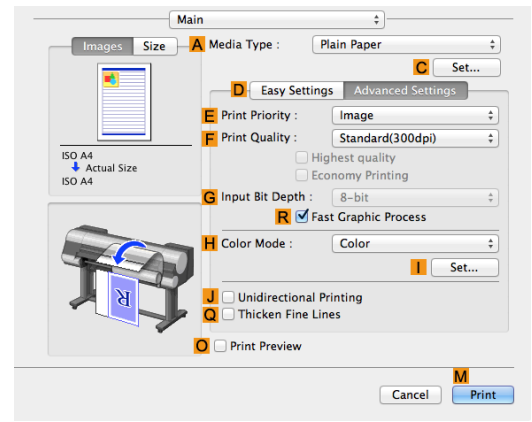 Main
Images Size A Media Type : Plain Paper
C Set...
D Easy Settings Advanced Settings
E Print Priority : Image
F Print Quality : Standard(300dpi)
Highest quality
Economy Printing
ISO A4
Actual Size
ISO A4
G Input Bit Depth : 8-bit
R Fast Graphic Process
H Color Mode : Color
I Set...
R
J Unidirectional Printing
Q Thicken Fine Lines
O Print Preview
M
Cancel Print